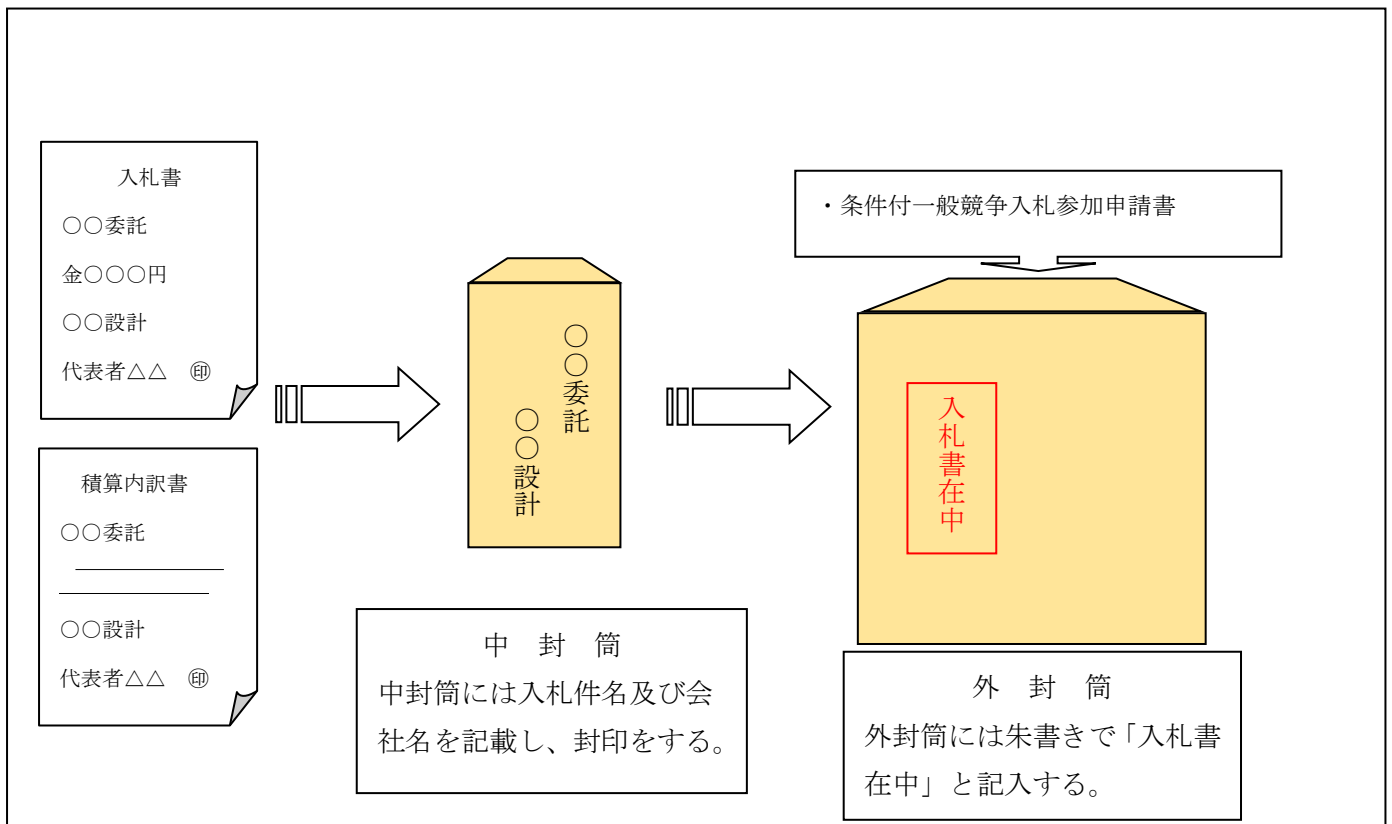 入札書
○○委託
金○○○円
○○設計
代表者△△ ㊞
積算内訳書
○○委託
○○設計
代表者△△ ㊞
○○委託
○○設計
中 封 筒
中封筒には入札件名及び会
社名を記載し、封印をする。
・条件付一般競争入札参加申請書
入札書在中
外 封 筒
外封筒には朱書きで「入札書
在中」と記入する。